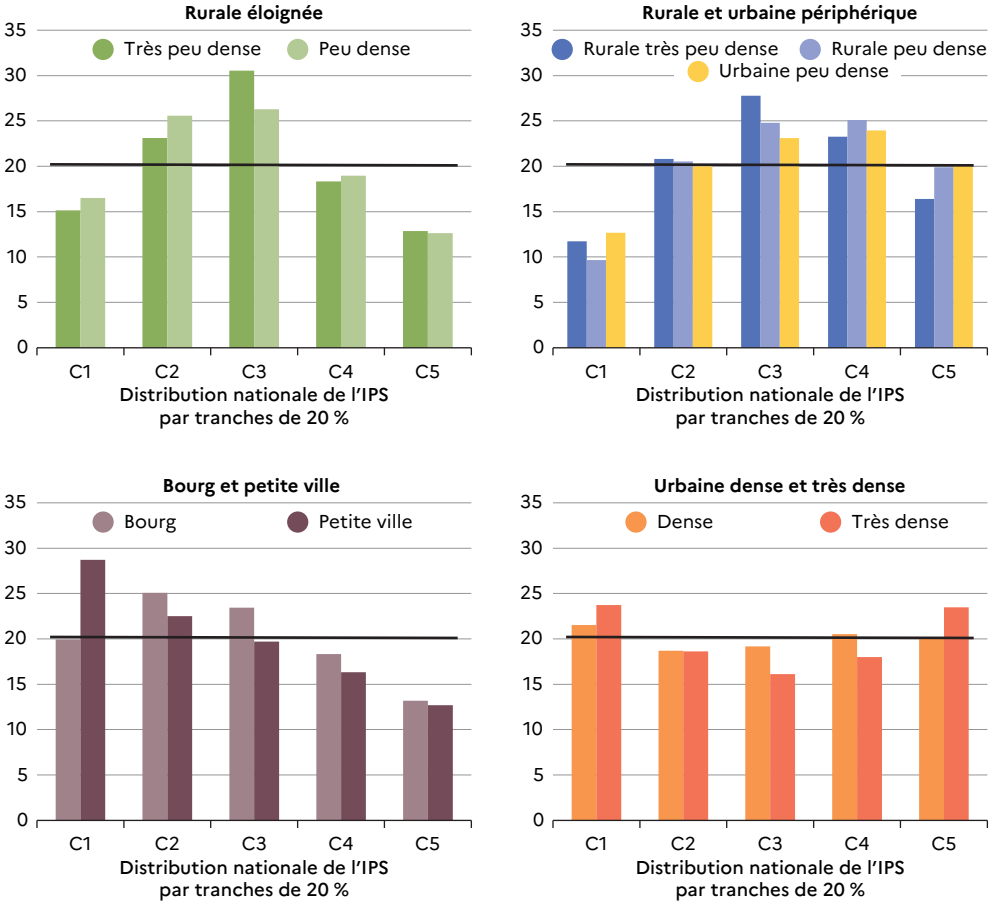 Rurale éloignée
35
Très peu dense
Peu dense
30
25
20
15
10
5
0
C1 C2 C3 C4 C5
Distribution nationale de l'IPS
par tranches de 20 %
Rurale et urbaine périphérique
35
Rurale très peu dense
Rurale peu dense
Urbaine peu dense
30
25
20
15
10
5
0
C1 C2 C3 C4 C5
Distribution nationale de l'IPS
par tranches de 20 %
Bourg et petite ville
35
Bourg
Petite ville
30
25
20
15
10
5
0
C1 C2 C3 C4 C5
Distribution nationale de l'IPS
par tranches de 20 %
Urbaine dense et très dense
35
Dense
Très dense
30
25
20
15
10
5
0
C1 C2 C3 C4 C5
Distribution nationale de l'IPS
par tranches de 20 %